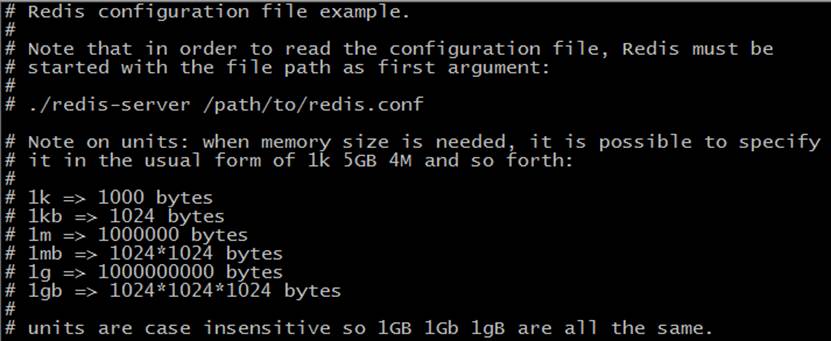 # Redis configuration file example.
#
# Note that in order to read the configuration file, Redis must be
# started with the file path as first argument:
#
# ./redis-server /path/to/redis.conf
# Note on units: when memory size is needed, it is possible to specify
# it in the usual form of 1k 5GB 4M and so forth:
#
# 1k => 1000 bytes
# 1kb => 1024 bytes
# 1m => 1000000 bytes
# 1mb => 1024*1024 bytes
# 1g => 1000000000 bytes
# 1gb => 1024*1024*1024 bytes
#
# units are case insensitive so 1GB 1Gb 1gB are all the same.